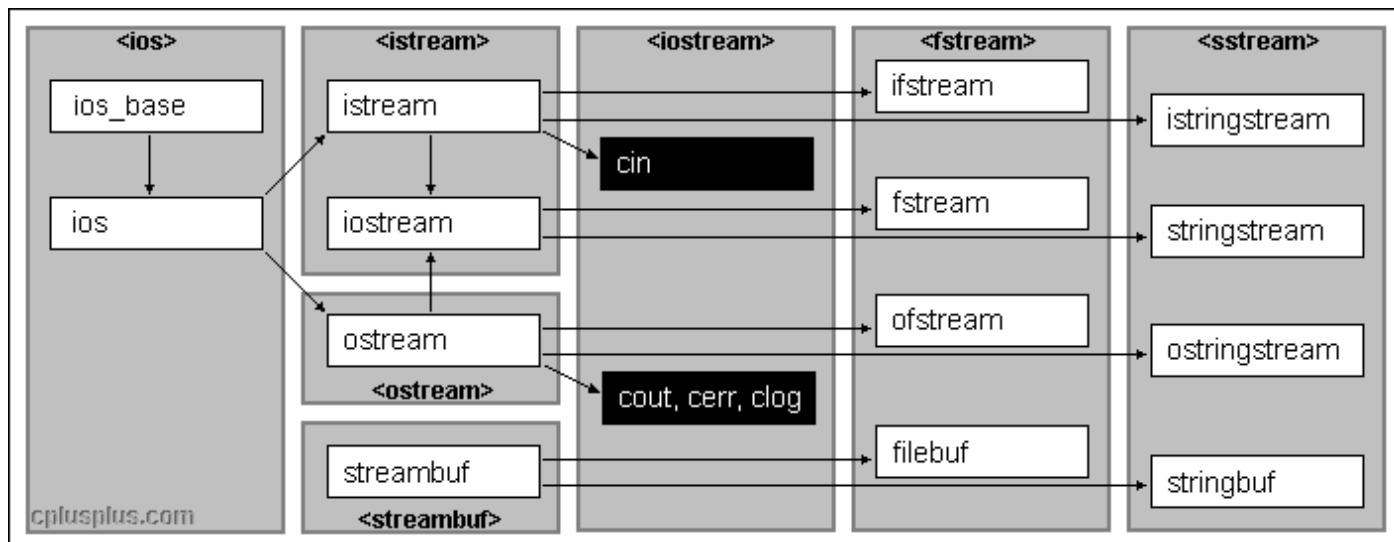 <ios>
ios_base
ios
<istream>
istream
iostream
ostream
<ostream>
streambuf
<streambuf>
<iostream>
cin
cout, cerr, clog
<fstream>
ifstream
fstream
ofstream
filebuf
<sstream>
istringstream
stringstream
ostringstream
stringbuf
cplusplus.com